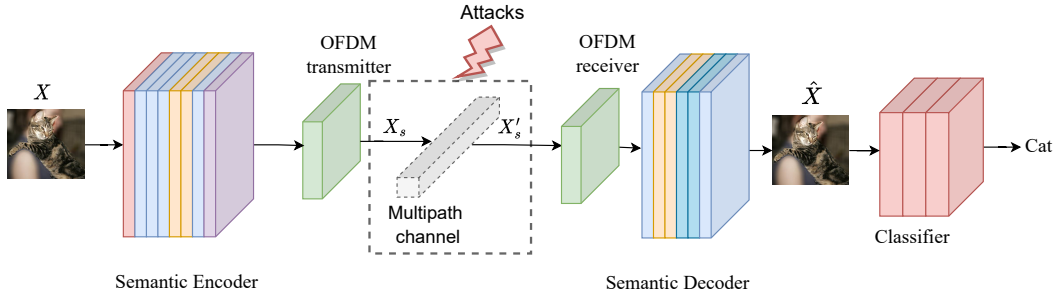 Attacks
OFDM
transmitter
OFDM
receiver
X
X_s
X'_s
X̂
Cat
Multipath
channel
Classifier
Semantic Encoder
Semantic Decoder